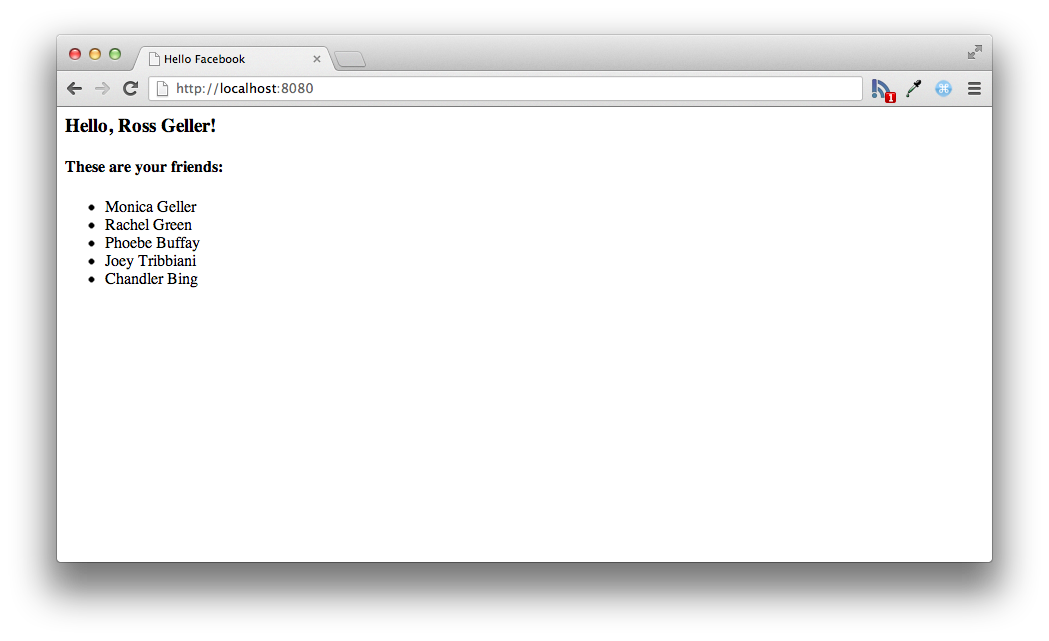 Hello Facebook
http://localhost:8080
1
Hello, Ross Geller!
These are your friends:
Monica Geller
Rachel Green
Phoebe Buffay
Joey Tribbiani
Chandler Bing